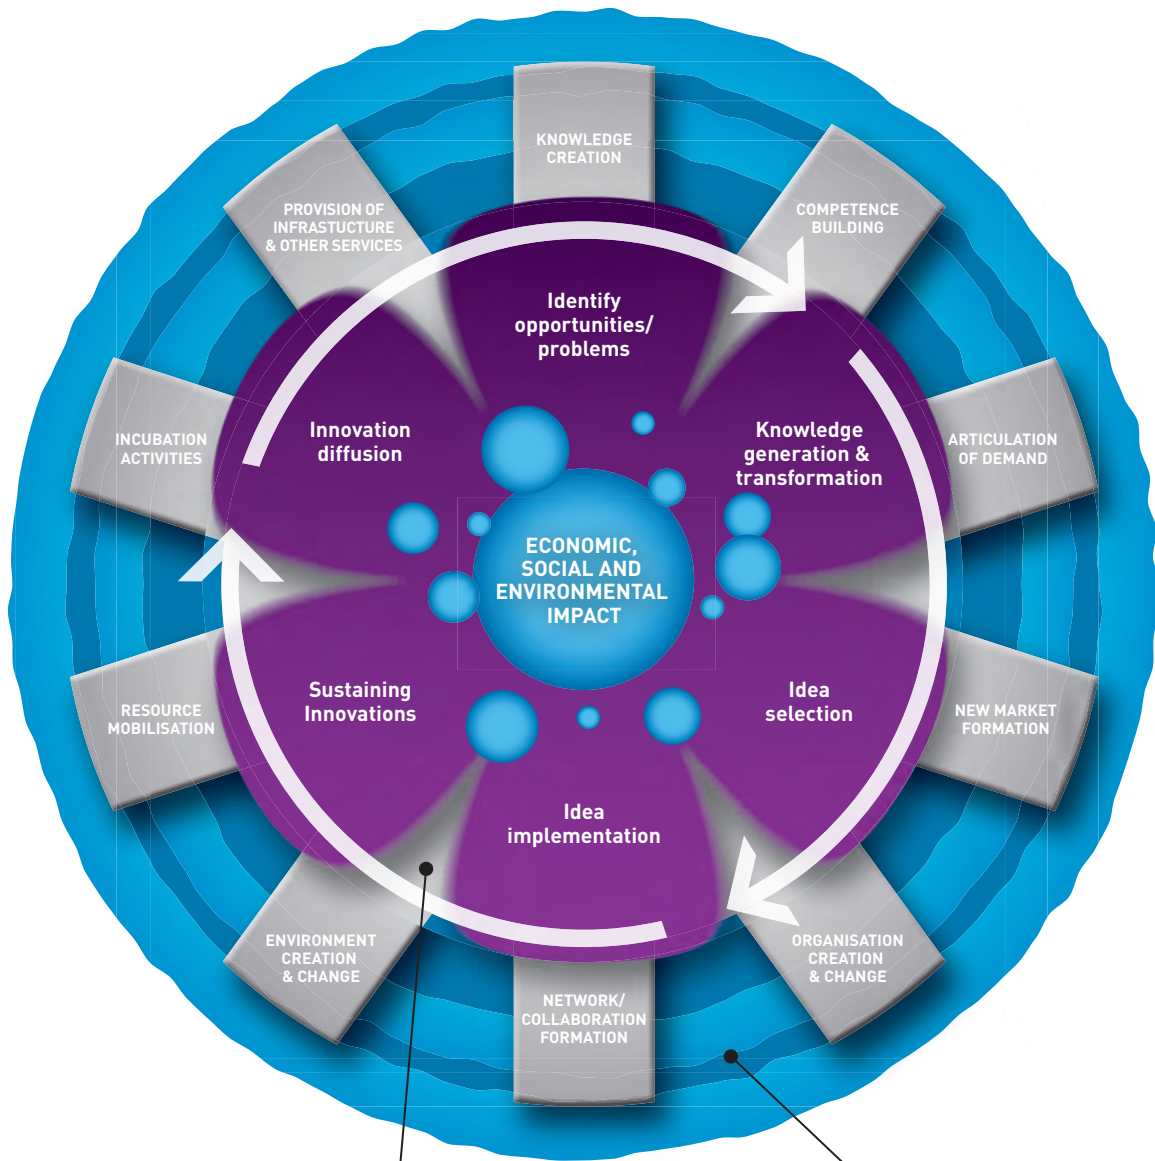 KNOWLEDGE
CREATION
COMPETENCE
BUILDING
ARTICULATION
OF DEMAND
NEW MARKET
FORMATION
ORGANISATION
CREATION
& CHANGE
NETWORK/
COLLABORATION
FORMATION
ENVIRONMENT
CREATION
& CHANGE
RESOURCE
MOBILISATION
INCUBATION
ACTIVITIES
PROVISION OF
INFRASTUCTURE
& OTHER SERVICES
Identify
opportunities/
problems
Knowledge
generation &
transformation
Idea
selection
Idea
implementation
Sustaining
Innovations
Innovation
diffusion
ECONOMIC,
SOCIAL AND
ENVIRONMENTAL
IMPACT